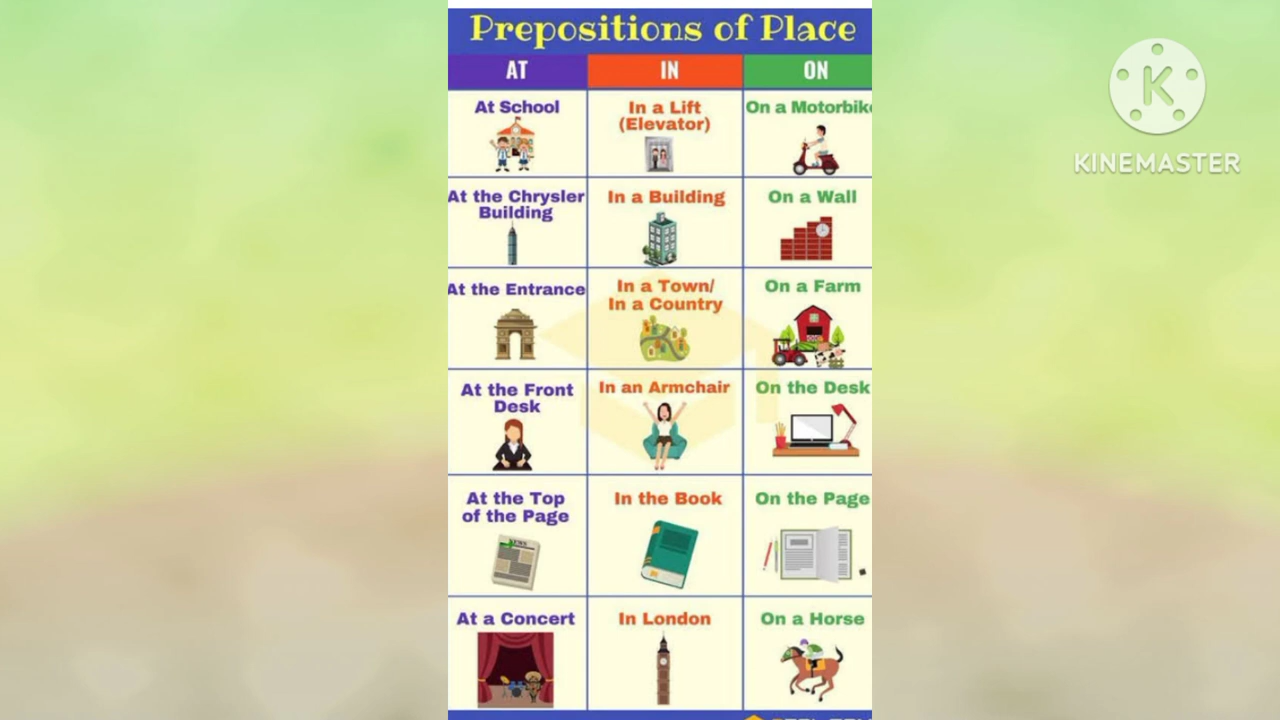 Prepositions of Place
AT IN ON
At School
In a Lift
(Elevator)
On a Motorbike
At the Chrysler
Building
In a Building
On a Wall
At the Entrance
In a Town/
In a Country
On a Farm
At the Front
Desk
In an Armchair
On the Desk
At the Top
of the Page
In the Book
On the Page
NEWS
At a Concert
In London
On a Horse
K
KINEMASTER